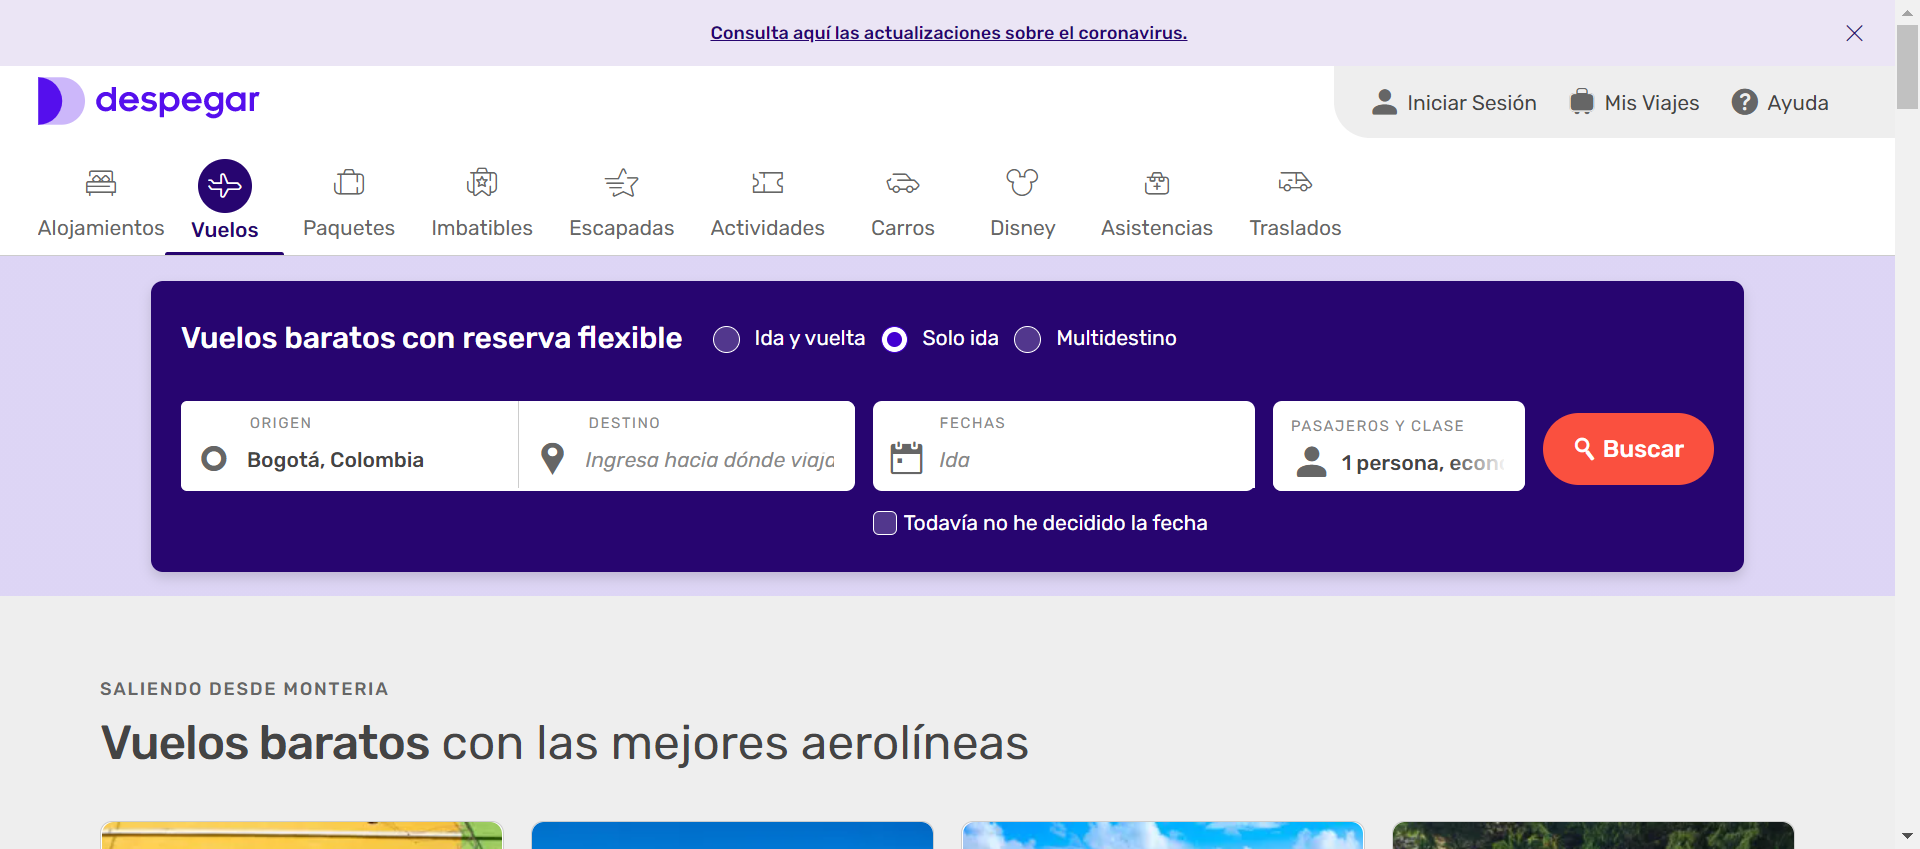 Consulta aquí las actualizaciones sobre el coronavirus.
despegar
Iniciar Sesión
Mis Viajes
Ayuda
Alojamientos
Vuelos
Paquetes
Imbatibles
Escapadas
Actividades
Carros
Disney
Asistencias
Traslados
Vuelos baratos con reserva flexible
Ida y vuelta
Solo ida
Multidestino
ORIGEN
Bogotá, Colombia
DESTINO
Ingresa hacia dónde
FECHAS
Ida
PASAJEROS Y CLASE
1 persona,
Buscar
Todavía no he decidido la fecha
SALIENDO DESDE MONTERIA
Vuelos baratos con las mejores aerolíneas